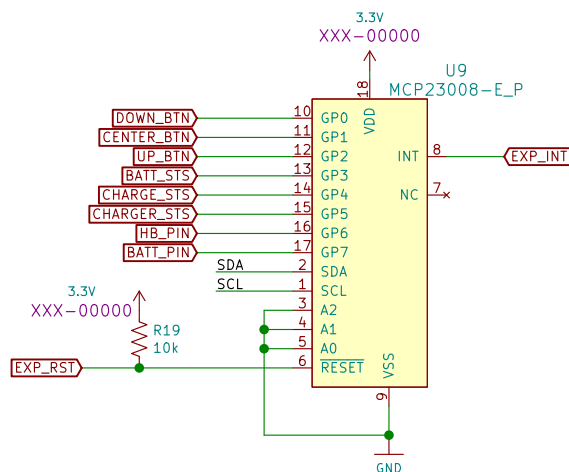 3.3V
XXX-00000
U9
MCP23008-E_P
18
VDD
DOWN_BTN 10 GP0
CENTER_BTN 11 GP1
UP_BTN 12 GP2 INT 8 EXP_INT
BATT_STS 13 GP3
CHARGE_STS 14 GP4 NC 7
CHARGER_STS 15 GP5
HB_PIN 16 GP6
BATT_PIN 17 GP7
SDA 2 SDA
SCL 1 SCL
3.3V
XXX-00000
3 A2
4 A1
R19
10k
5 A0
EXP_RST 6 RESET
VSS
9
GND